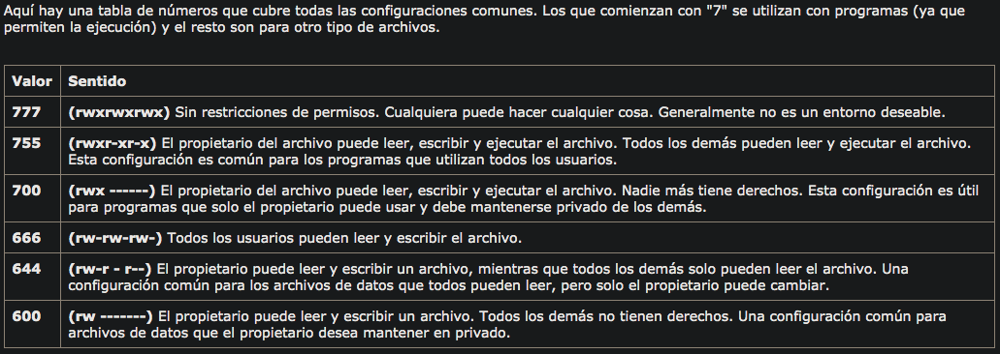 Aquí hay una tabla de números que cubre todas las configuraciones comunes. Los que comienzan con "7" se utilizan con programas (ya que
permiten la ejecución) y el resto son para otro tipo de archivos.
Valor Sentido
777 (rwxrwxrwx) Sin restricciones de permisos. Cualquiera puede hacer cualquier cosa. Generalmente no es un entorno deseable.
755 (rwxr-xr-x) El propietario del archivo puede leer, escribir y ejecutar el archivo. Todos los demás pueden leer y ejecutar el archivo.
Esta configuración es común para los programas que utilizan todos los usuarios.
700 (rwx ------) El propietario del archivo puede leer, escribir y ejecutar el archivo. Nadie más tiene derechos. Esta configuración es útil
para programas que solo el propietario puede usar y debe mantenerse privado de los demás.
666 (rw-rw-rw-) Todos los usuarios pueden leer y escribir el archivo.
644 (rw-r - r--) El propietario puede leer y escribir un archivo, mientras que todos los demás solo pueden leer el archivo. Una
configuración común para los archivos de datos que todos pueden leer, pero solo el propietario puede cambiar.
600 (rw -------) El propietario puede leer y escribir un archivo. Todos los demás no tienen derechos. Una configuración común para
archivos de datos que el propietario desea mantener en privado.